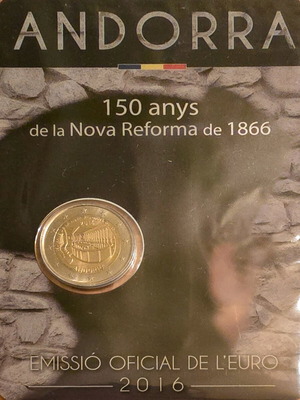 ANDORRA
150 anys
de la Nova Reforma de 1866
EMISSIÓ OFICIAL DE L'EURO
2016